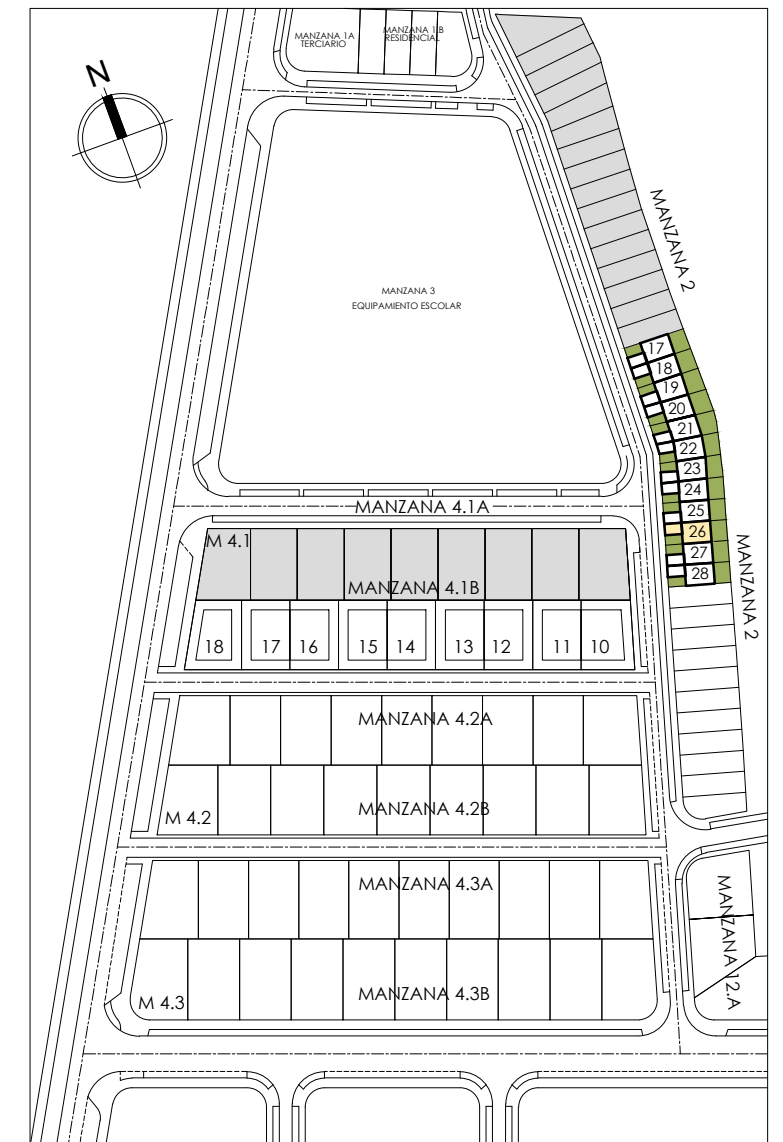 MANZANA 1A
TERCIARIO
MANZANA 1.B
RESIDENCIAL
N
MANZANA 2
MANZANA 3
EQUIPAMIENTO ESCOLAR
17
18
19
20
21
22
23
24
25
26
27
28
MANZANA 2
MANZANA 4.1A
M 4.1
MANZANA 4.1B
18 17 16 15 14 13 12 11 10
MANZANA 4.2A
M 4.2
MANZANA 4.2B
MANZANA 4.3A
M 4.3
MANZANA 4.3B
MANZANA 12.A